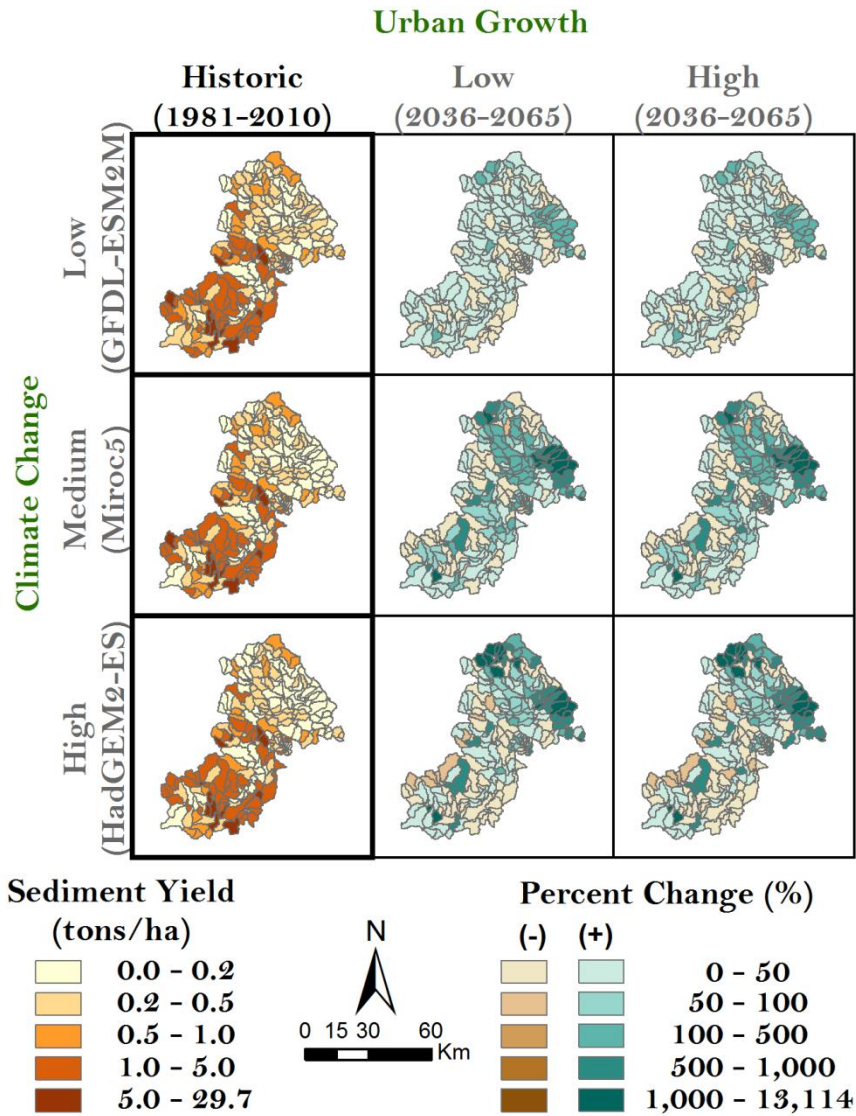 Urban Growth
Historic
(1981-2010)
Low
(2036-2065)
High
(2036-2065)
Climate Change
Low
(GFDL-ESM2M)
Medium
(Miroc5)
High
(HadGEM2-ES)
Sediment Yield
(tons/ha)
0.0 - 0.2
0.2 - 0.5
0.5 - 1.0
1.0 - 5.0
5.0 - 29.7
N
0 15 30 60
Km
Percent Change (%)
(-) (+)
0 - 50
50 - 100
100 - 500
500 - 1,000
1,000 - 13,114